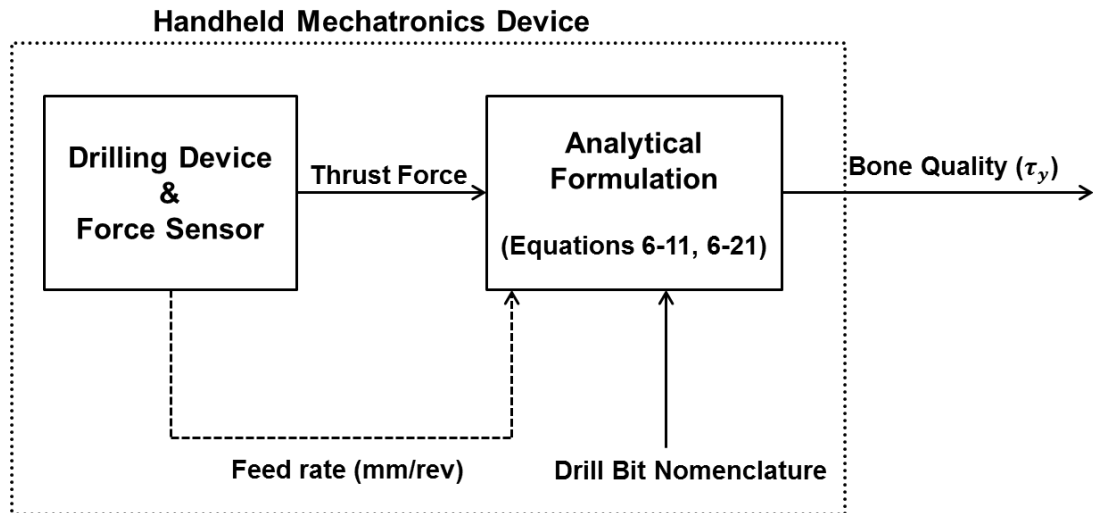 Handheld Mechatronics Device
Drilling Device
&
Force Sensor
Thrust Force
Analytical
Formulation
(Equations 6-11, 6-21)
Bone Quality (τ_y)
Feed rate (mm/rev)
Drill Bit Nomenclature